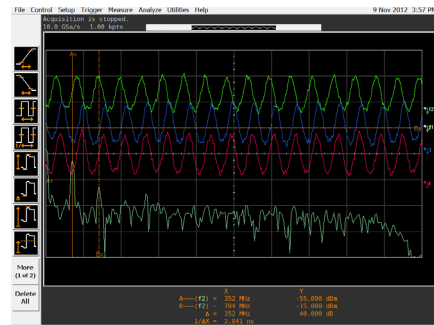 File Control Setup Trigger Measure Analyze Utilities Help 9 Nov 2012 3:57 P
Acquisition is stopped.
10.0 GSa/s 1.00 kpts
More
(1 of 2)
Delete
All
X Y
A---(f2) = 352 MHz -55.000 dBm
B---(f2) = 704 MHz -15.000 dBm
Δ = 352 MHz 40.000 dB
1/ΔX = 2.841 ns